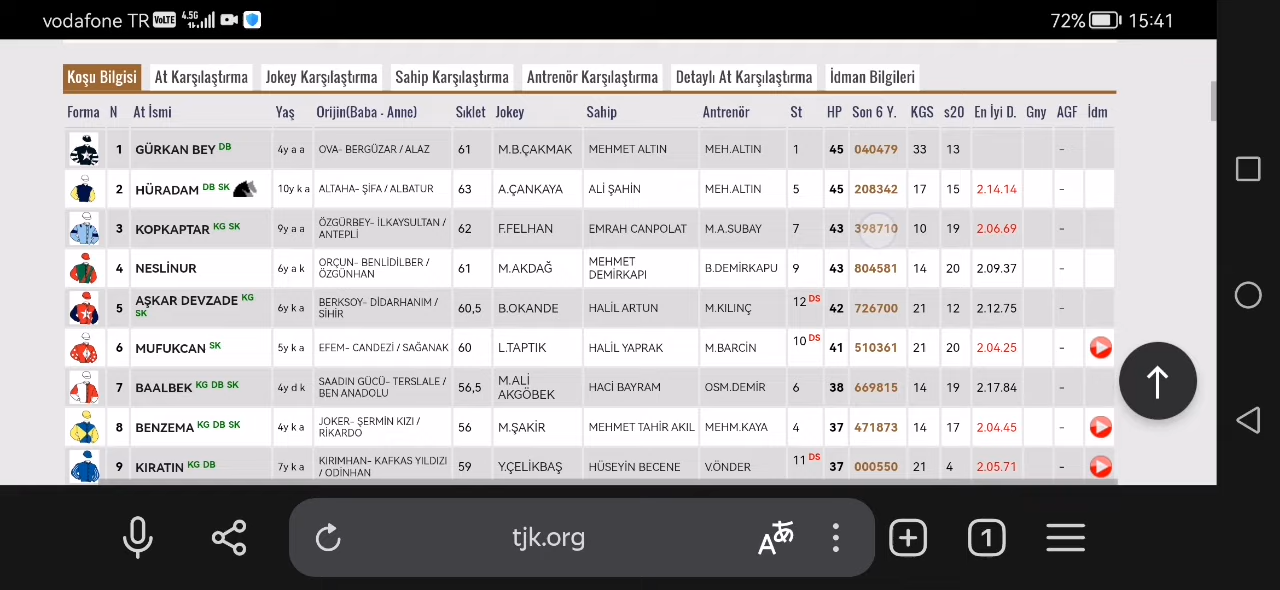 vodafone TR VoLTE 4.5G 72% 15:41
Koşu Bilgisi At Karşılaştırma Jokey Karşılaştırma Sahip Karşılaştırma Antrenör Karşılaştırma Detaylı At Karşılaştırma İdman Bilgileri
Forma N At İsmi Yaş Orijin(Baba - Anne) Sıklet Jokey Sahip Antrenör St HP Son 6 Y. KGS s20 En İyi D. Gny AGF İdm
1 GÜRKAN BEY DB 4y a a OVA- BERGÜZAR / ALAZ 61 M.B.ÇAKMAK MEHMET ALTIN MEH.ALTIN 1 45 040479 33 13 -
2 HÜRADAM DB SK 10y k a ALTAHA- ŞİFA / ALBATUR 63 A.ÇANKAYA ALİ ŞAHİN MEH.ALTIN 5 45 208342 17 15 2.14.14 -
3 KOPKAPTAR KG SK 9y a a ÖZGÜRBEY- İLKAYSULTAN / ANTEPLİ 62 F.FELHAN EMRAH CANPOLAT M.A.SUBAY 7 43 398710 10 19 2.06.69 -
4 NESLİNUR 6y a k ORÇUN- BENLİDİLBER / ÖZGÜNHAN 61 M.AKDAĞ MEHMET DEMİRKAPI B.DEMİRKAPU 9 43 804581 14 20 2.09.37 -
5 AŞKAR DEVZADE KG SK 6y k a BERKSOY- DİDARHANIM / SİHİR 60,5 B.OKANDE HALİL ARTUN M.KILINÇ 12 DS 42 726700 21 12 2.12.75 -
6 MUFUKCAN SK 5y k a EFEM- CANDEZİ / SAĞANAK 60 L.TAPTIK HALİL YAPRAK M.BARCİN 10 DS 41 510361 21 20 2.04.25 -
7 BAALBEK KG DB SK 4y d k SAADIN GÜCÜ- TERSLALE / BEN ANADOLU 56,5 M.ALİ AKGÖBEK HACI BAYRAM OSM.DEMİR 6 38 669815 14 19 2.17.84 -
8 BENZEMA KG DB SK 4y k a JOKER- ŞERMİN KIZI / RİKARDO 56 M.ŞAKİR MEHMET TAHİR AKIL MEHM.KAYA 4 37 471873 14 17 2.04.45 -
9 KIRATIN KG DB 7y k a KIRIMHAN- KAFKAS YILDIZI / ODİNHAN 59 Y.ÇELİKBAŞ HÜSEYİN BECENE V.ÖNDER 11 DS 37 000550 21 4 2.05.71 -
tjk.org Aあ 1